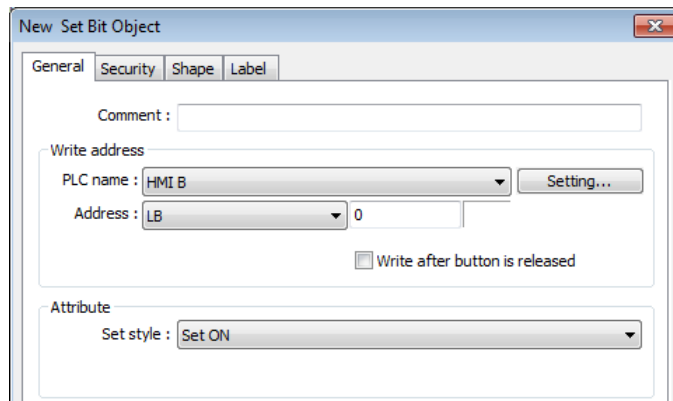 New Set Bit Object
General Security Shape Label
Comment :
Write address
PLC name : HMI B Setting...
Address : LB 0
Write after button is released
Attribute
Set style : Set ON